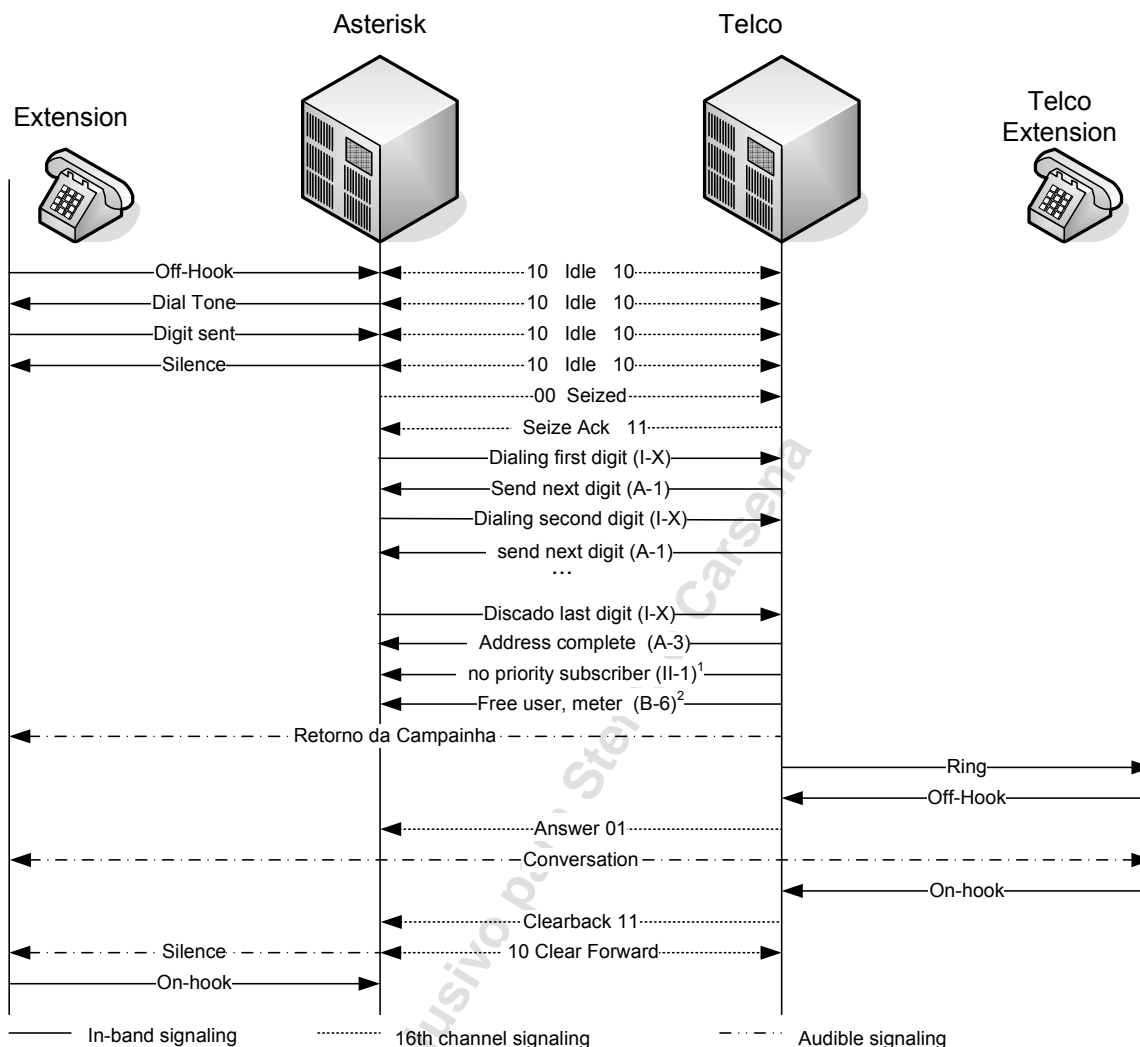 Asterisk Telco
Extension
Telco
Extension
Off-Hook 10 Idle 10
Dial Tone 10 Idle 10
Digit sent 10 Idle 10
Silence 10 Idle 10
00 Seized
Seize Ack 11
Dialing first digit (I-X)
Send next digit (A-1)
Dialing second digit (I-X)
send next digit (A-1)
...
Discado last digit (I-X)
Address complete (A-3)
no priority subscriber (II-1)1
Free user, meter (B-6)2
Retorno da Campainha
Ring
Off-Hook
Answer 01
Conversation
On-hook
Clearback 11
Silence 10 Clear Forward
On-hook
In-band signaling 16th channel signaling Audible signaling
Carsena